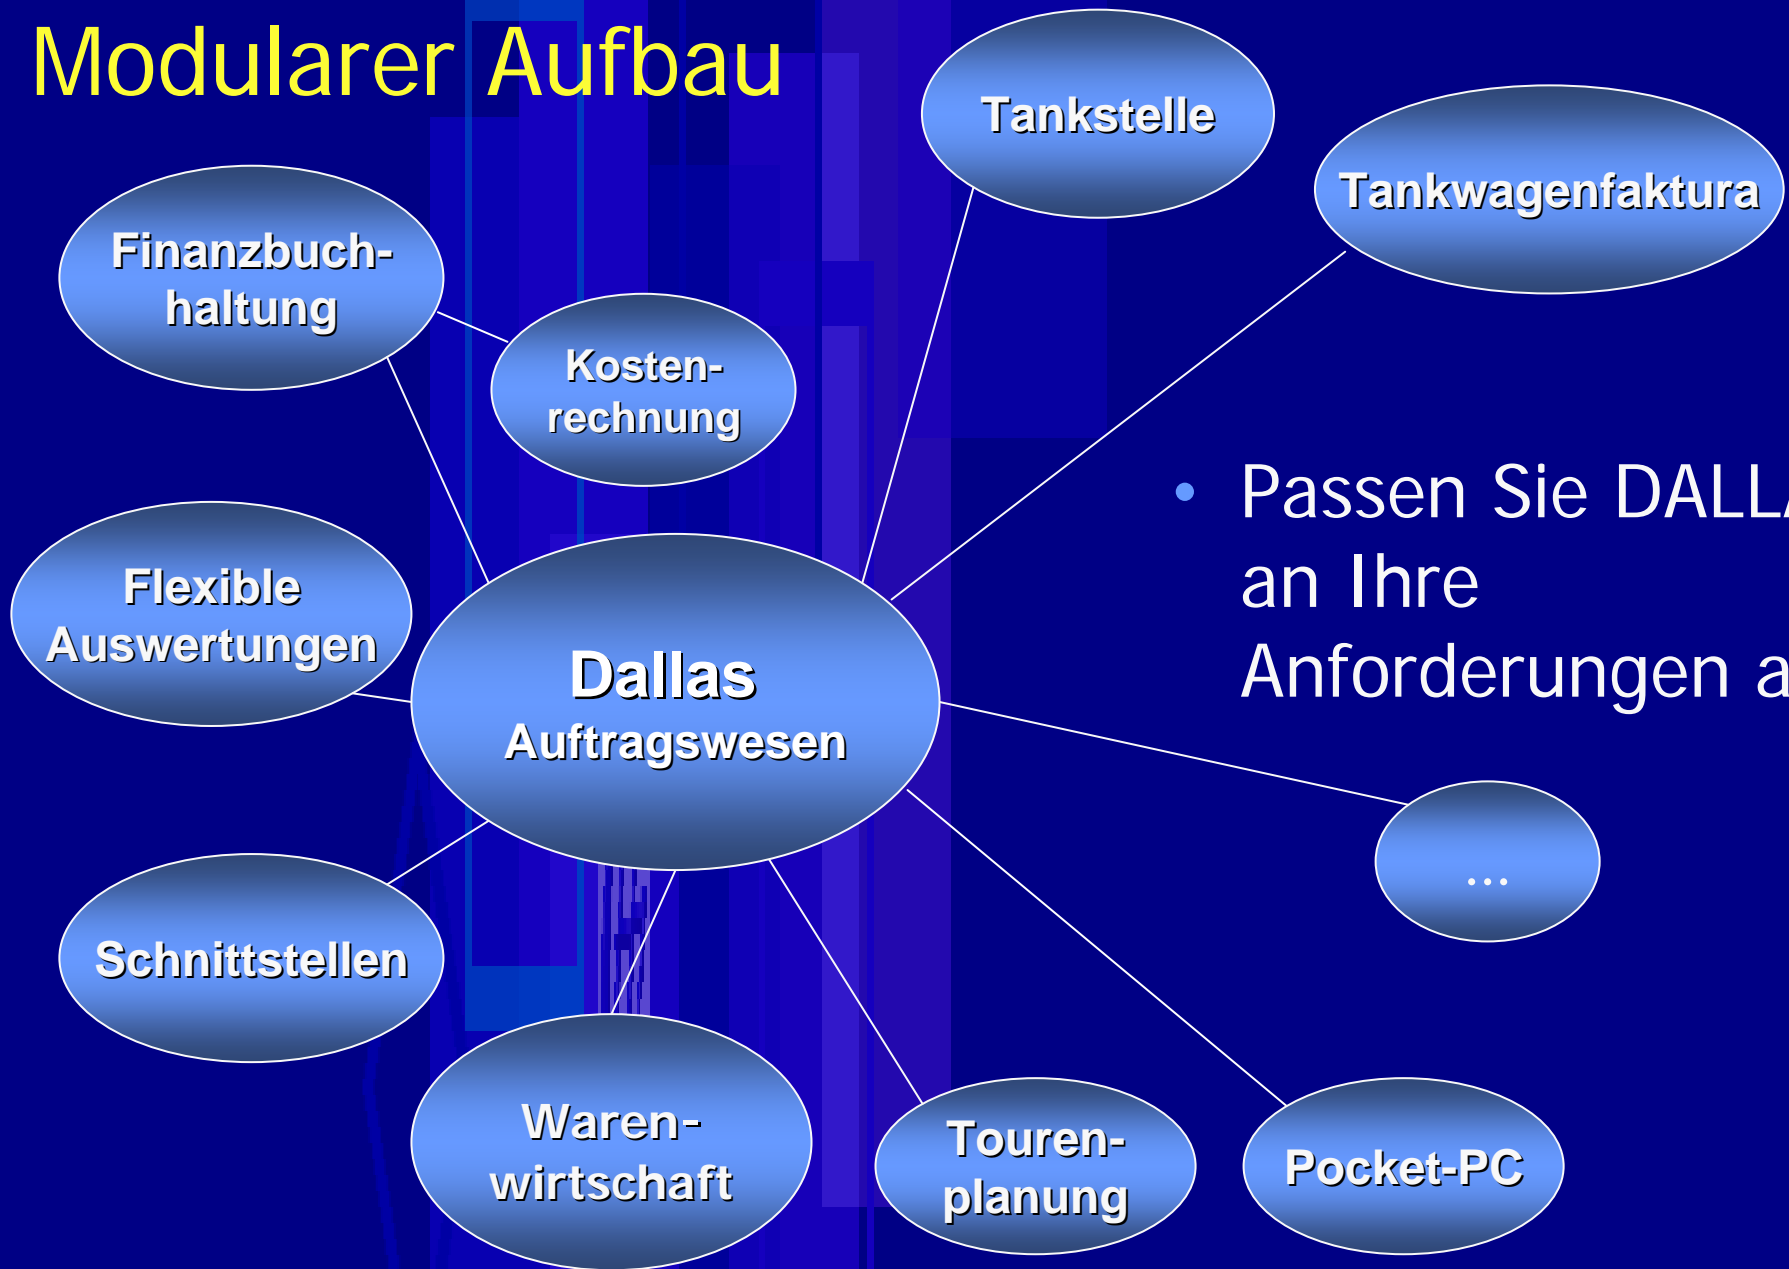 Modularer Aufbau
Tankstelle
Tankwagenfaktura
Finanzbuch-
haltung
Kosten-
rechnung
Passen Sie DALLA
an Ihre
Anforderungen a
Flexible
Auswertungen
Dallas
Auftragswesen
...
Schnittstellen
Waren-
wirtschaft
Touren-
planung
Pocket-PC